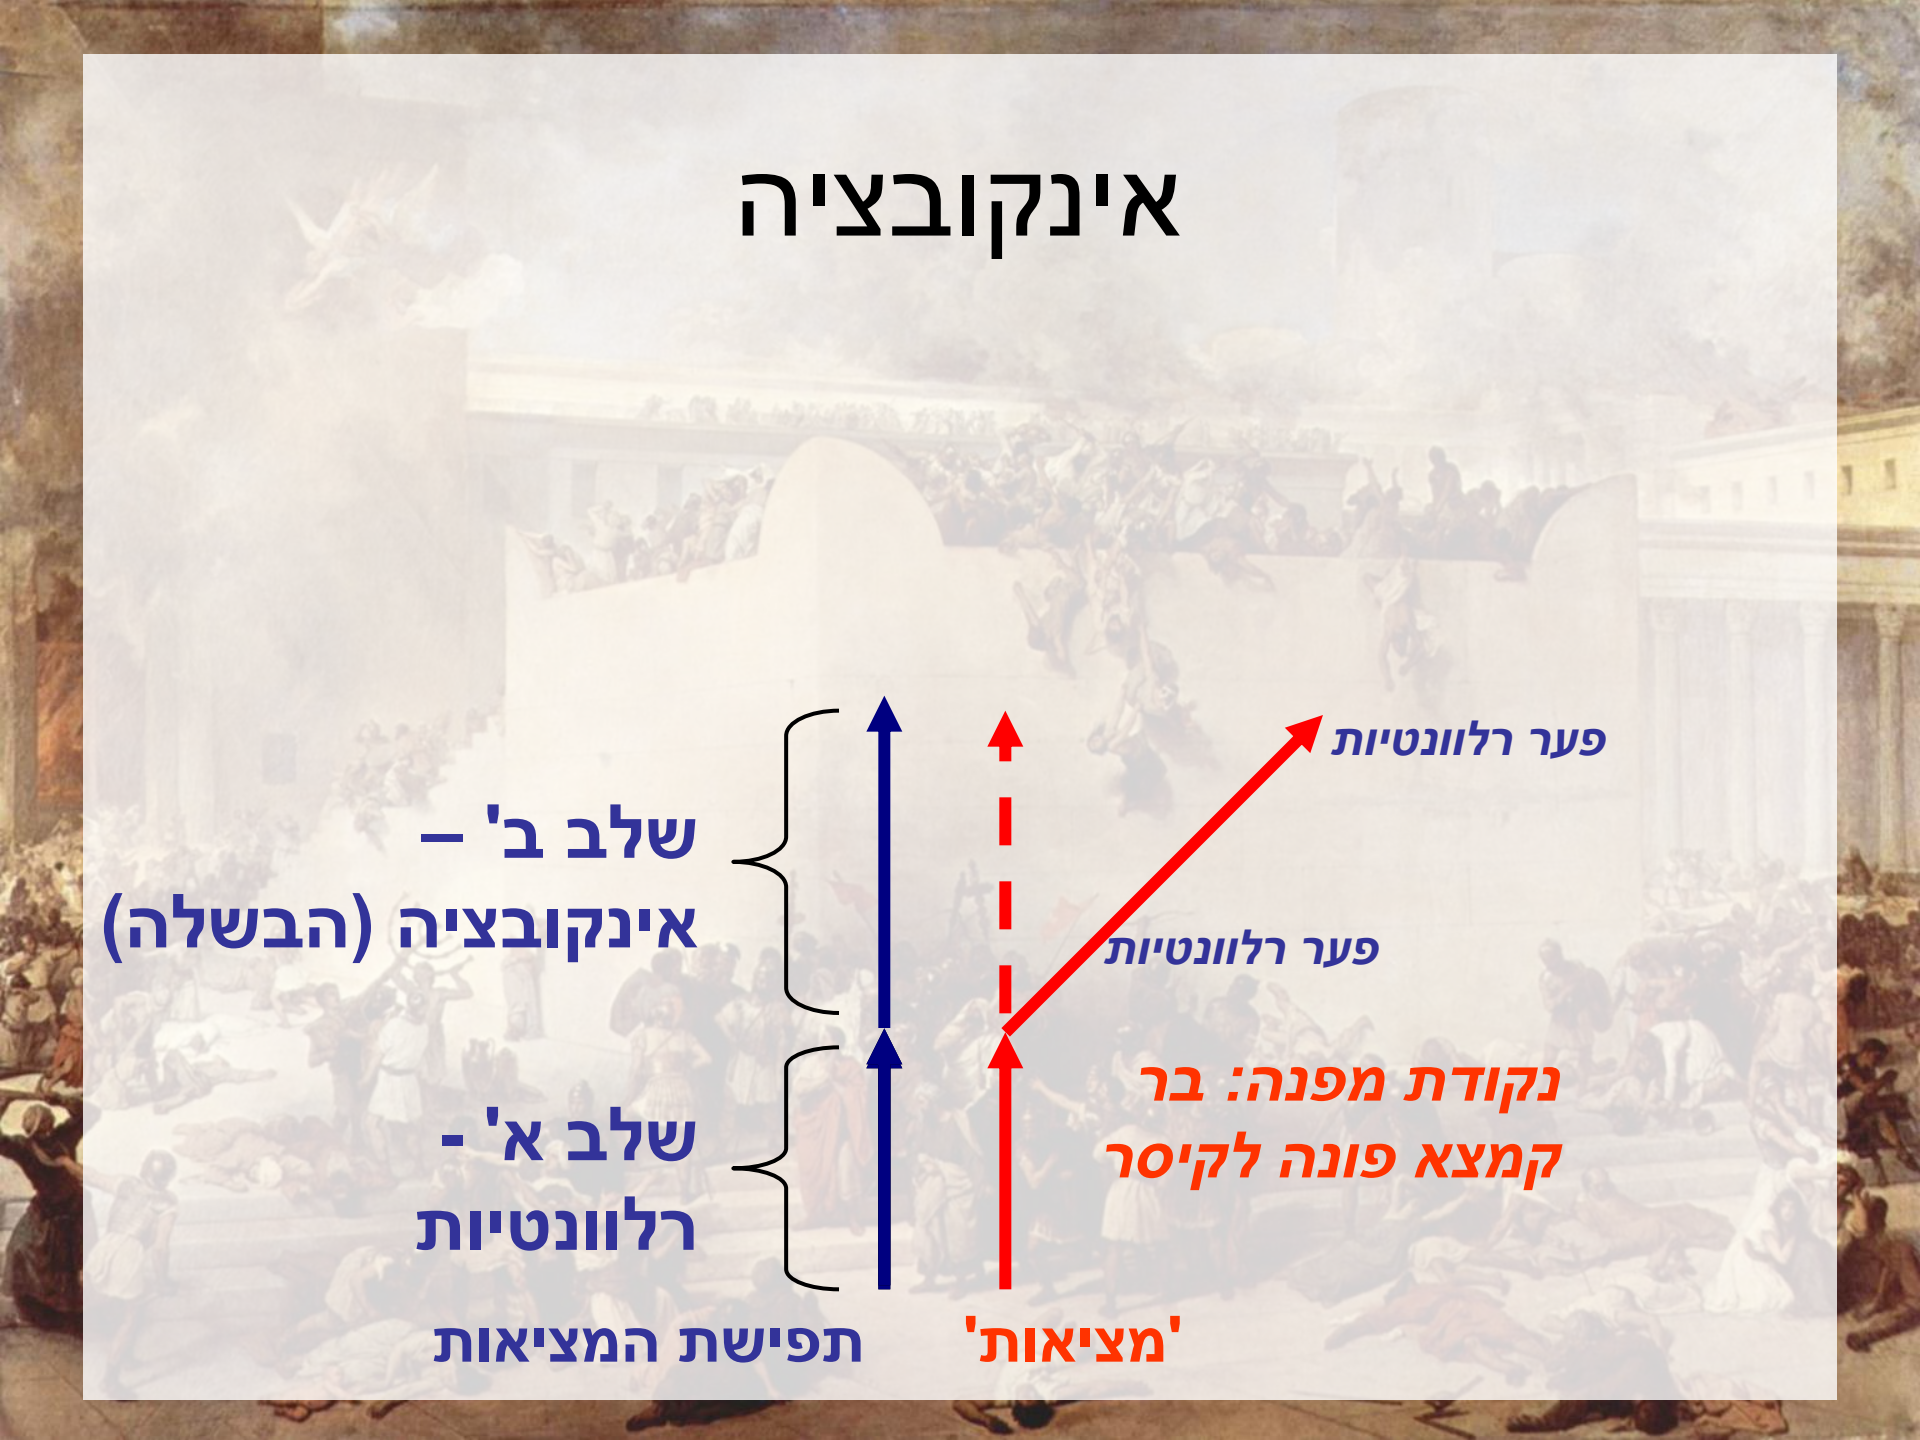 אינקובציה
פער רלוונטיות
שלב ב' –
אינקובציה (הבשלה)
פער רלוונטיות
נקודת מפנה: בר
קמצא פונה לקיסר
שלב א' -
רלוונטיות
'מציאות'
תפישת המציאות